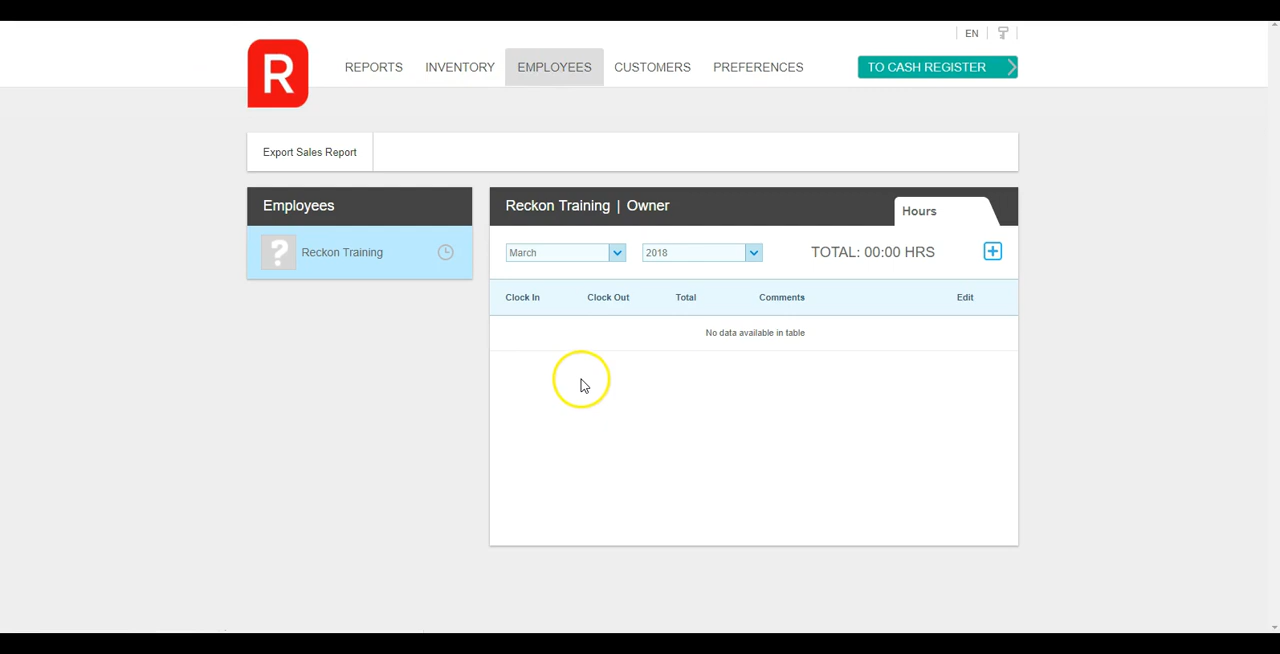 EN
R
REPORTS INVENTORY EMPLOYEES CUSTOMERS PREFERENCES TO CASH REGISTER
Export Sales Report
Employees
Reckon Training
Reckon Training | Owner
Hours
March 2018 TOTAL: 00:00 HRS
Clock In Clock Out Total Comments Edit
No data available in table